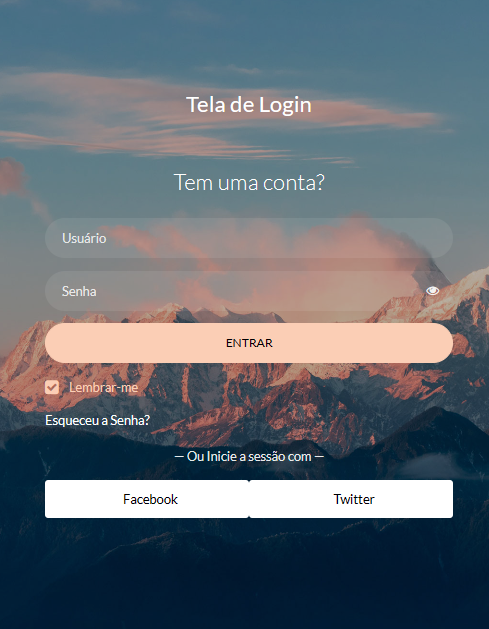 Tela de Login
Tem uma conta?
Usuário
Senha
ENTRAR
Lembrar-me
Esqueceu a Senha?
— Ou Inicie a sessão com —
Facebook
Twitter